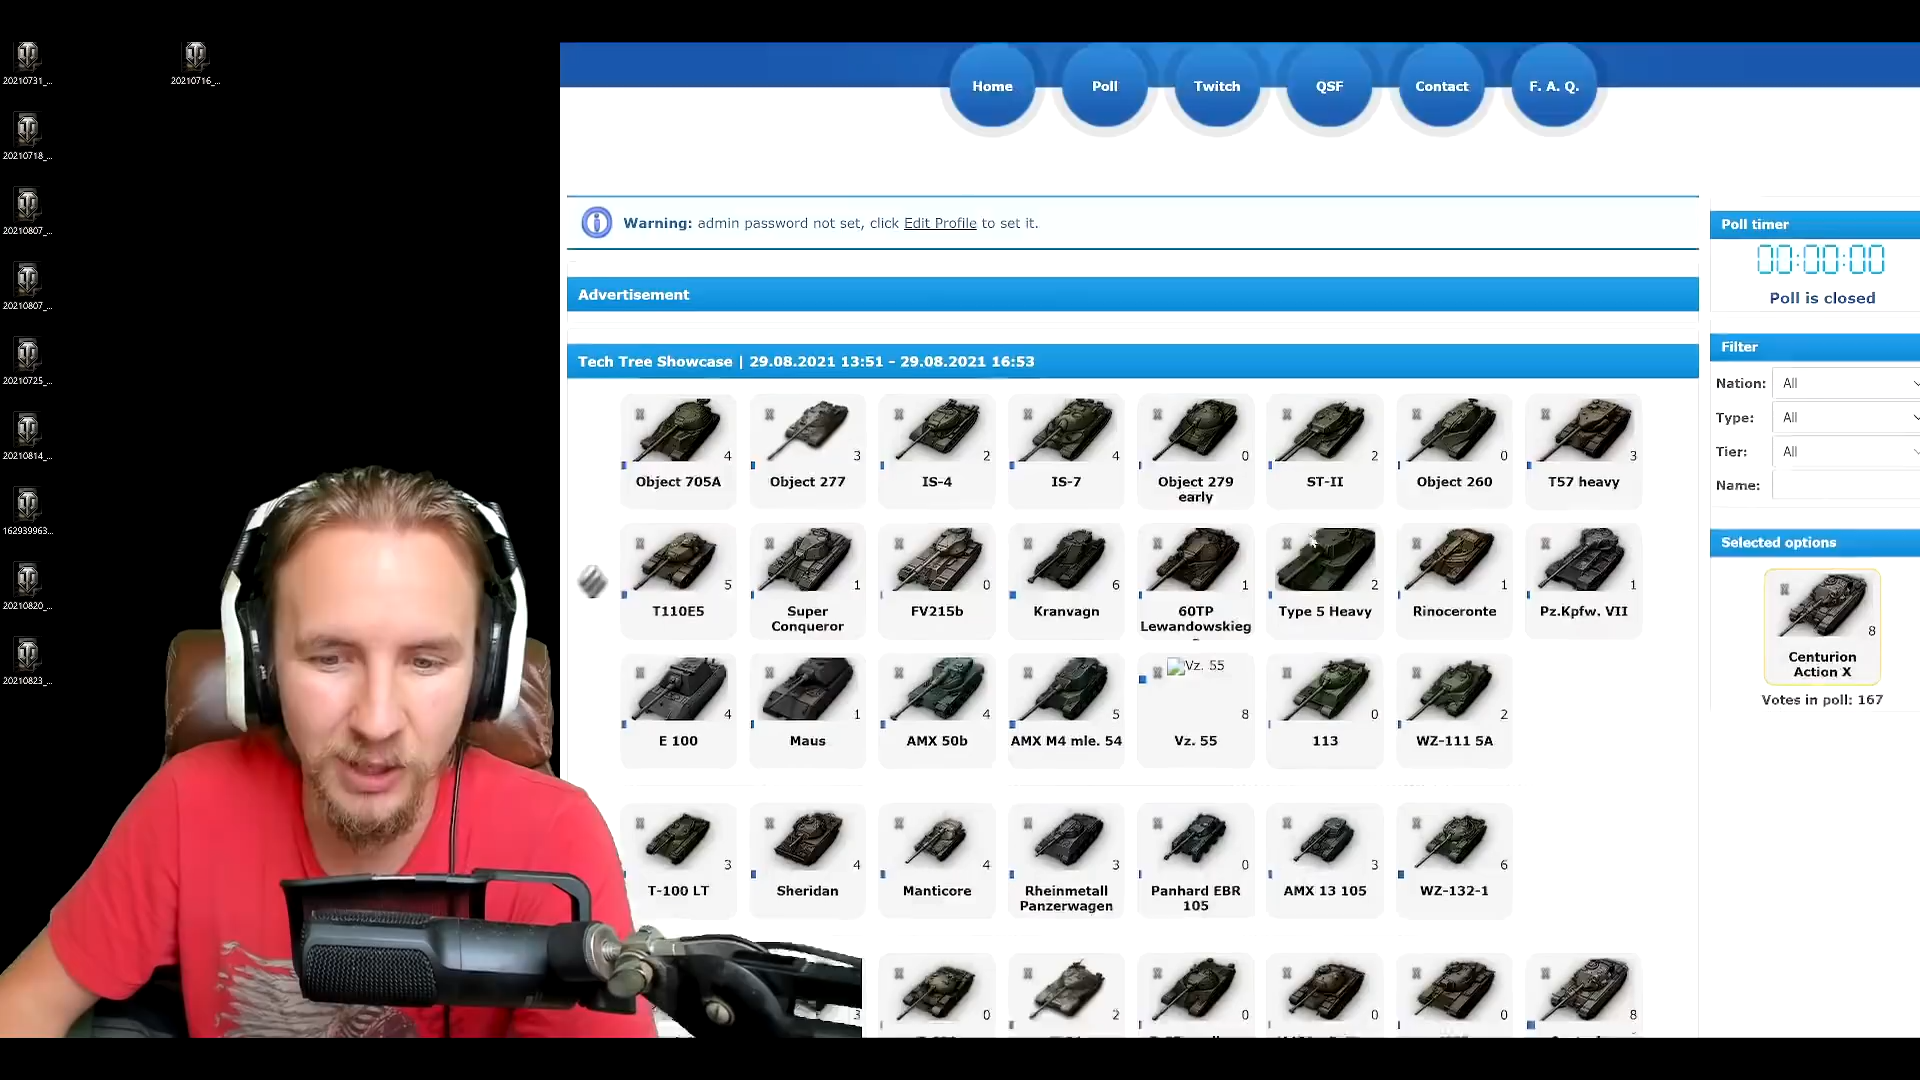 20210731_...
20210716_...
20210718_...
20210807_...
20210807_...
20210725_...
20210814_...
162939963...
20210820_...
20210823_...
Home
Poll
Twitch
QSF
Contact
F. A. Q.
Warning: admin password not set, click Edit Profile to set it.
Advertisement
Tech Tree Showcase | 29.08.2021 13:51 - 29.08.2021 16:53
X 4 X 3 X 2 X 4 X 0 X 2 X 0 X 3
Object 705A Object 277 IS-4 IS-7 Object 279 early ST-II Object 260 T57 heavy
X 5 X 1 X 0 X 6 X 1 X 2 X 1 X 1
T110E5 Super Conqueror FV215b Kranvagn 60TP Lewandowskieg Type 5 Heavy Rinoceronte Pz.Kpfw. VII
Vz. 55
X 4 X 1 X 4 X 5 X 8 X 0 X 2
E 100 Maus AMX 50b AMX M4 mle. 54 Vz. 55 113 WZ-111 5A
X 3 X 4 X 4 X 3 X 0 X 3 X 6
T-100 LT Sheridan Manticore Rheinmetall Panzerwagen Panhard EBR 105 AMX 13 105 WZ-132-1
3 X 0 X 2 X 0 X 0 X 0 X 8
Poll timer
00:00:00
Poll is closed
Filter
Nation: All
Type: All
Tier: All
Name:
Selected options
X 8
Centurion
Action X
Votes in poll: 167